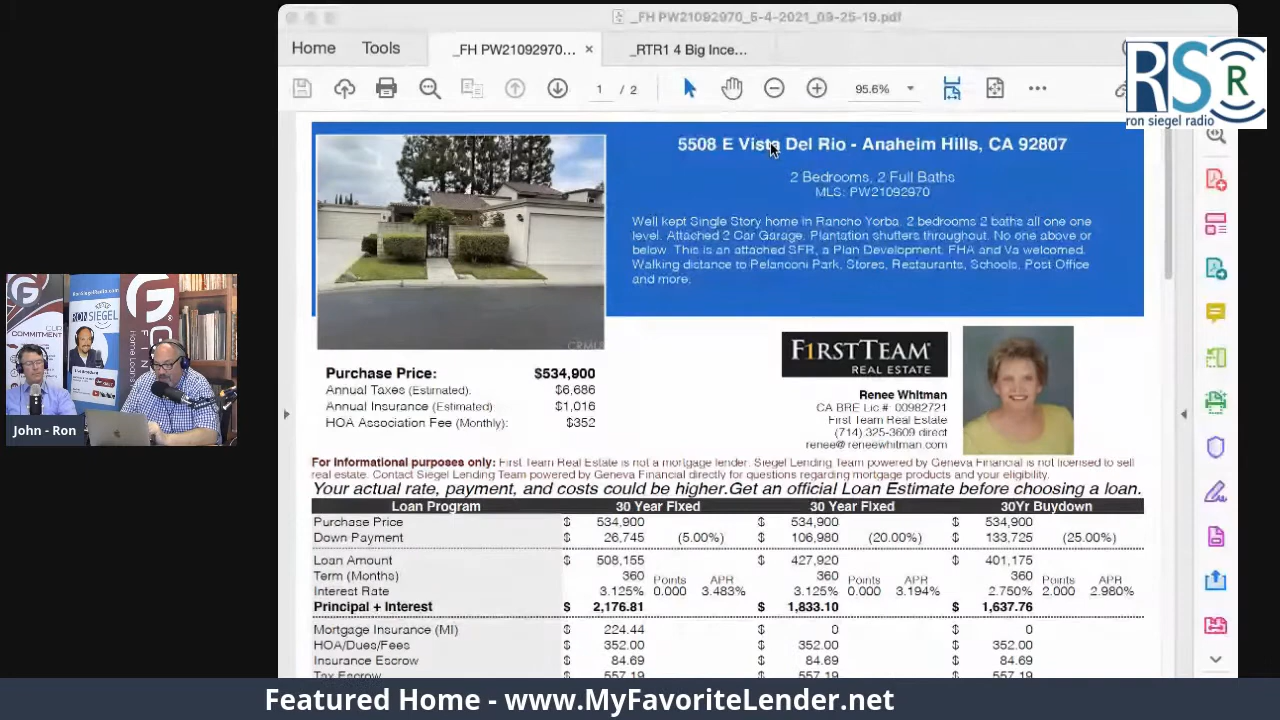 _FH PW21092970_6-4-2021_09-25-19.pdf
Home Tools _FH PW21092970... × _RTR1 4 Big Ince...
1 / 2 95.6%
RSR
ron siegel radio
5508 E Vista Del Rio - Anaheim Hills, CA 92807
2 Bedrooms, 2 Full Baths
MLS: PW21092970
Well kept Single Story home in Rancho Yorba. 2 bedrooms 2 baths all one one
level. Attached 2 Car Garage. Plantation shutters throughout. No one above or
below. This is an attached SFR, a Plan Development. FHA and Va welcomed.
Walking distance to Pelanconi Park, Stores, Restaurants, Schools, Post Office
and more.
CRMLS
Purchase Price: $534,900
Annual Taxes (Estimated): $6,686
Annual Insurance (Estimated) $1,016
HOA Association Fee (Monthly): $352
F1RSTTEAM
REAL ESTATE
Renee Whitman
CA BRE Lic #: 00982721
First Team Real Estate
(714) 325-3609 direct
renee@reneewhitman.com
For Informational purposes only: First Team Real Estate is not a mortgage lender. Siegel Lending Team powered by Geneva Financial is not licensed to sell
real estate. Contact Siegel Lending Team powered by Geneva Financial directly for questions regarding mortgage products and your eligibility.
Your actual rate, payment, and costs could be higher.Get an official Loan Estimate before choosing a loan.
Loan Program 30 Year Fixed 30 Year Fixed 30Yr Buydown
Purchase Price $ 534,900 $ 534,900 $ 534,900
Down Payment $ 26,745 (5.00%) $ 106,980 (20.00%) $ 133,725 (25.00%)
Loan Amount $ 508,155 $ 427,920 $ 401,175
Term (Months) 360 Points APR 360 Points APR 360 Points APR
Interest Rate 3.125% 0.000 3.483% 3.125% 0.000 3.194% 2.750% 2.000 2.980%
Principal + Interest $ 2,176.81 $ 1,833.10 $ 1,637.76
Mortgage Insurance (MI) $ 224.44 $ 0 $ 0
HOA/Dues/Fees $ 352.00 $ 352.00 $ 352.00
Insurance Escrow $ 84.69 $ 84.69 $ 84.69
Tax Escrow $ 557.19 $ 557.19 $ 557.19
COMMITMENT
RON SIEGEL
John - Ron
Featured Home - www.MyFavoriteLender.net